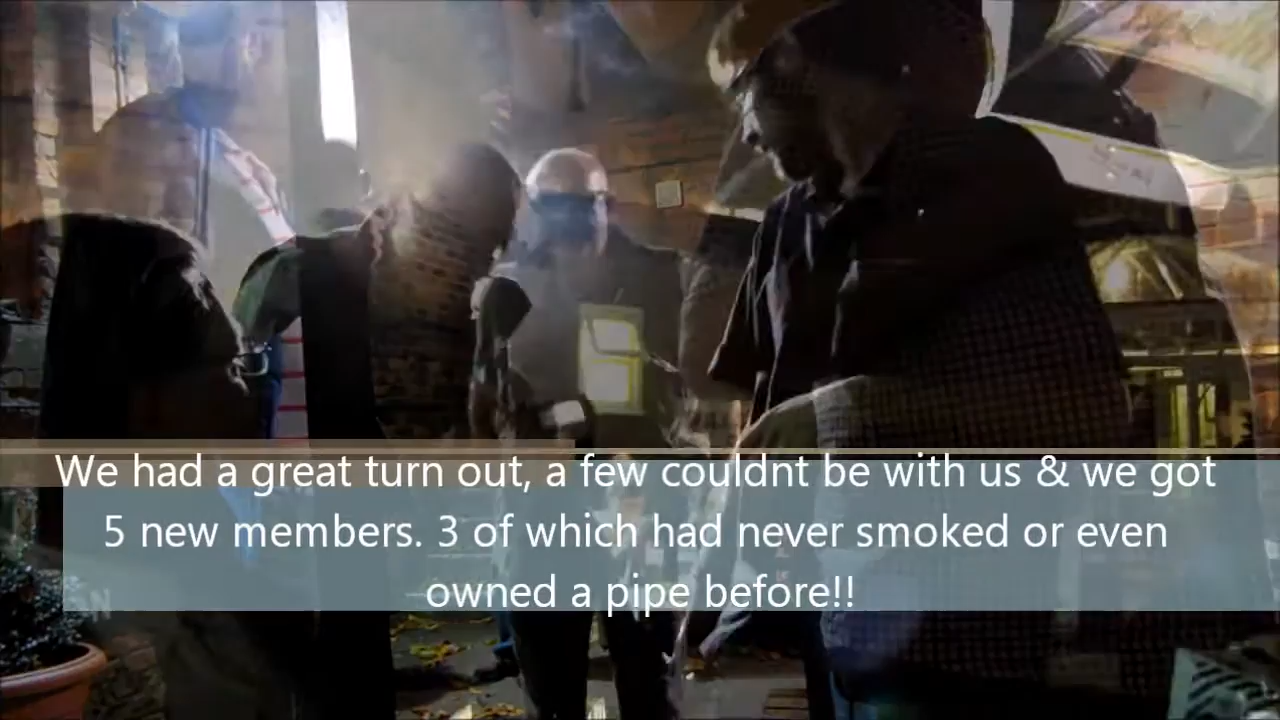 We had a great turn out, a few couldnt be with us & we got
5 new members. 3 of which had never smoked or even
owned a pipe before!!